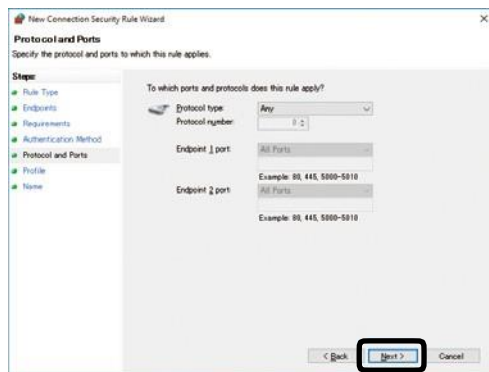 New Connection Security Rule Wizard
Protocol and Ports
Specify the protocol and ports to which this rule applies.
Steps:
Rule Type
Endpoints
Requirements
Authentication Method
Protocol and Ports
Profile
Name
To which ports and protocols does this rule apply?
Protocol type: Any
Protocol number: 0
Endpoint 1 port: All Ports
Example: 80, 445, 5000-5010
Endpoint 2 port: All Ports
Example: 80, 445, 5000-5010
< Back Next > Cancel